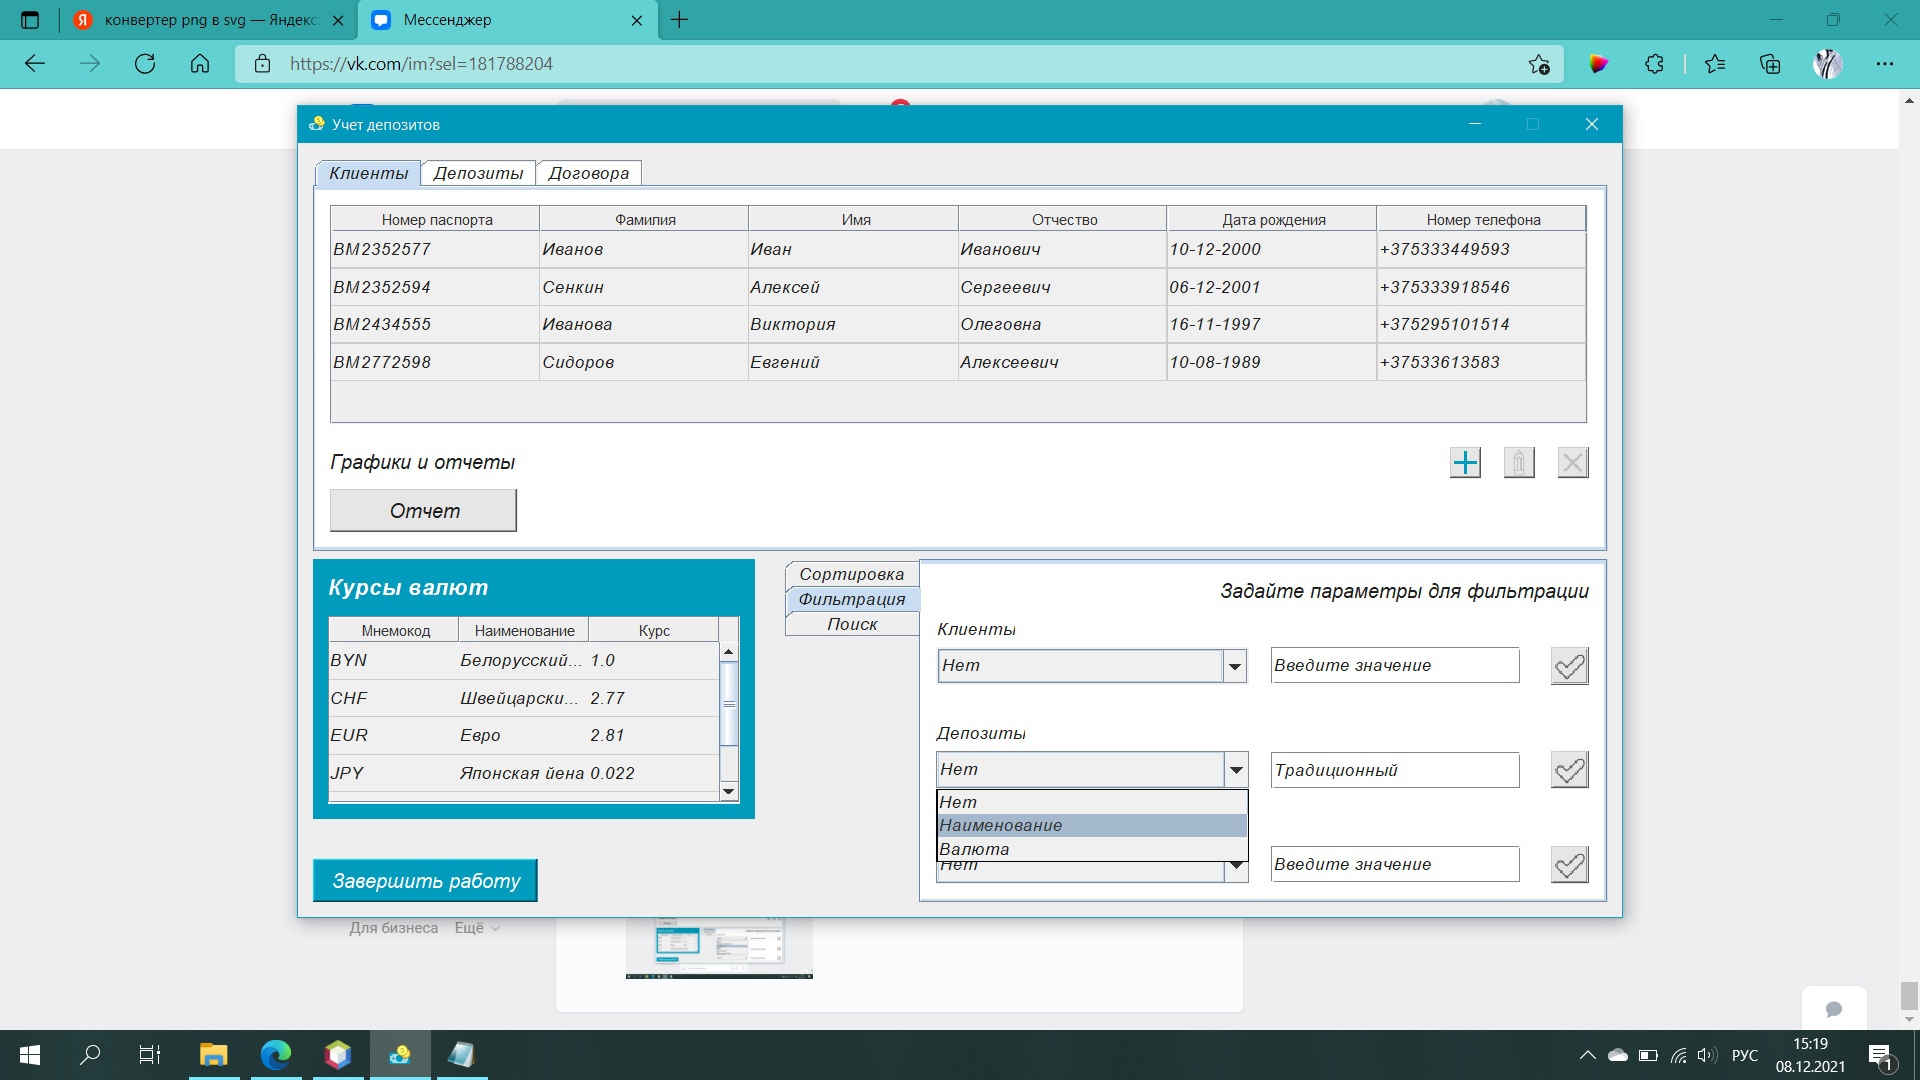 конвертер png в svg — Яндекс
Мессенджер
https://vk.com/im?sel=181788204
Учет депозитов
Клиенты Депозиты Договора
Номер паспорта Фамилия Имя Отчество Дата рождения Номер телефона
BM2352577 Иванов Иван Иванович 10-12-2000 +375333449593
BM2352594 Сенкин Алексей Сергеевич 06-12-2001 +375333918546
BM2434555 Иванова Виктория Олеговна 16-11-1997 +375295101514
BM2772598 Сидоров Евгений Алексеевич 10-08-1989 +37533613583
Графики и отчеты
Отчет
Курсы валют
Мнемокод Наименование Курс
BYN Белорусский... 1.0
CHF Швейцарски... 2.77
EUR Евро 2.81
JPY Японская йена 0.022
Завершить работу
Сортировка
Фильтрация
Поиск
Задайте параметры для фильтрации
Клиенты
Нет Введите значение
Депозиты
Нет Традиционный
Нет
Наименование
Валюта
Нет Введите значение
Для бизнеса Ещё
РУС
15:19
08.12.2021
1